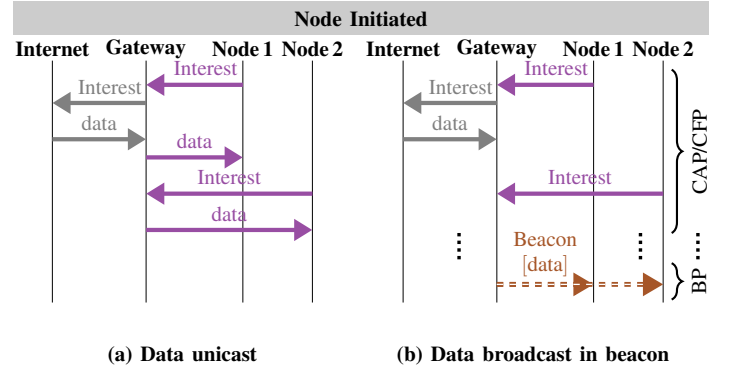 Node Initiated
Internet Gateway Node 1 Node 2
Interest
Interest
data
data
Interest
data
(a) Data unicast
Internet Gateway Node 1 Node 2
Interest
Interest
data
Interest
Beacon
[data]
CAP/CFP
BP
(b) Data broadcast in beacon